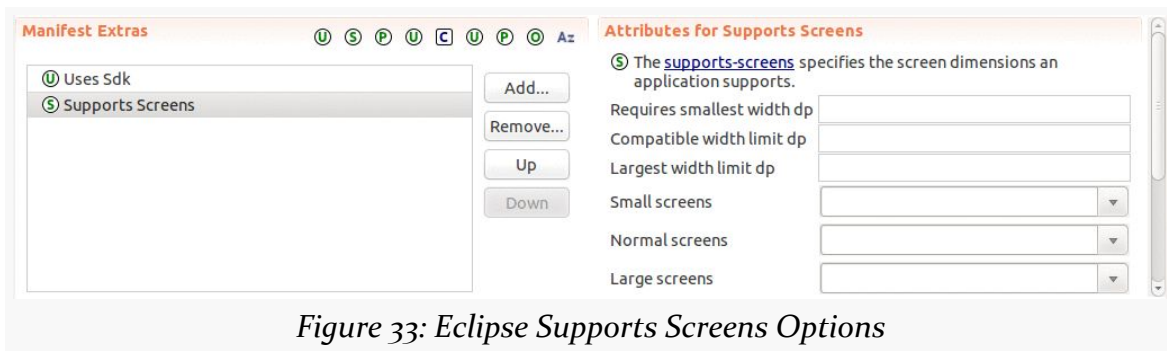 Manifest Extras
U S P U C U P O Az
U Uses Sdk
S Supports Screens
Add...
Remove...
Up
Down
Attributes for Supports Screens
S The supports-screens specifies the screen dimensions an
application supports.
Requires smallest width dp
Compatible width limit dp
Largest width limit dp
Small screens
Normal screens
Large screens
Figure 33: Eclipse Supports Screens Options